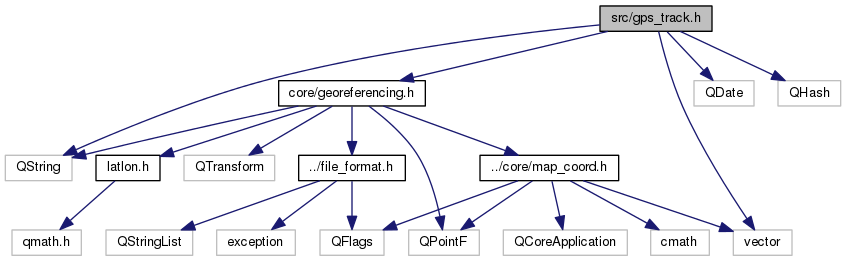 src/gps_track.h
core/georeferencing.h
QDate
QHash
QString
latlon.h
QTransform
../file_format.h
../core/map_coord.h
qmath.h
QStringList
exception
QFlags
QPointF
QCoreApplication
cmath
vector